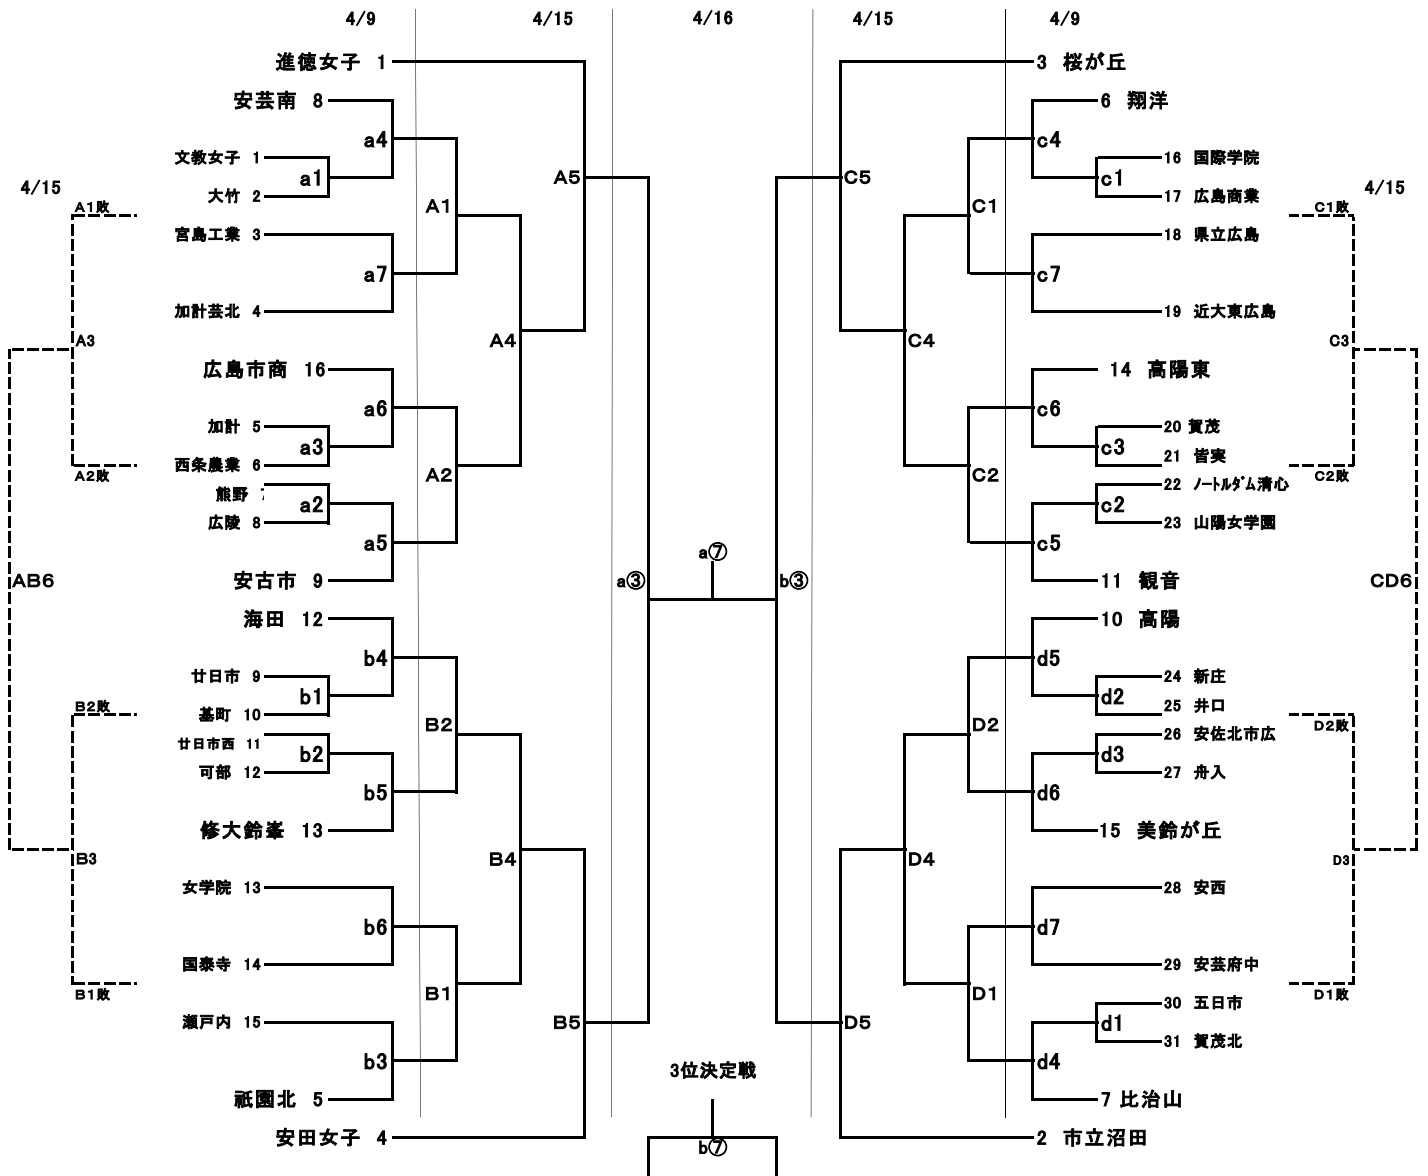 4/9 4/15 4/16 4/15 4/9
進徳女子 1
3 桜が丘
安芸南 8
6 翔洋
a4
c4
文教女子 1
16 国際学院
a1
A5
C5
c1
4/15
4/15
大竹 2
17 広島商業
A1敗
A1
C1
C1敗
宮島工業 3
18 県立広島
a7
c7
加計芸北 4
19 近大東広島
A3
A4
C4
C3
広島市商 16
14 高陽東
a6
c6
加計 5
20 賀茂
a3
c3
西条農業 6
21 皆実
A2敗
A2
C2
C2敗
熊野
22 ノートルダム清心
a2
c2
広陵 8
23 山陽女学園
a5
c5
a⑦
AB6
安古市 9
a③
b③
11 観音
CD6
海田 12
10 高陽
b4
d5
廿日市 9
24 新庄
b1
d2
基町 10
25 井口
B2敗
B2
D2
D2敗
廿日市西 11
26 安佐北市広
b2
d3
可部 12
27 舟入
b5
d6
修大鈴峯 13
15 美鈴が丘
B3
B4
D4
D3
女学院 13
28 安西
b6
d7
国泰寺 14
29 安芸府中
B1敗
B1
D1
D1敗
瀬戸内 15
30 五日市
B5
D5
d1
31 賀茂北
b3
d4
3位決定戦
祇園北 5
7 比治山
安田女子 4
2 市立沼田
b⑦